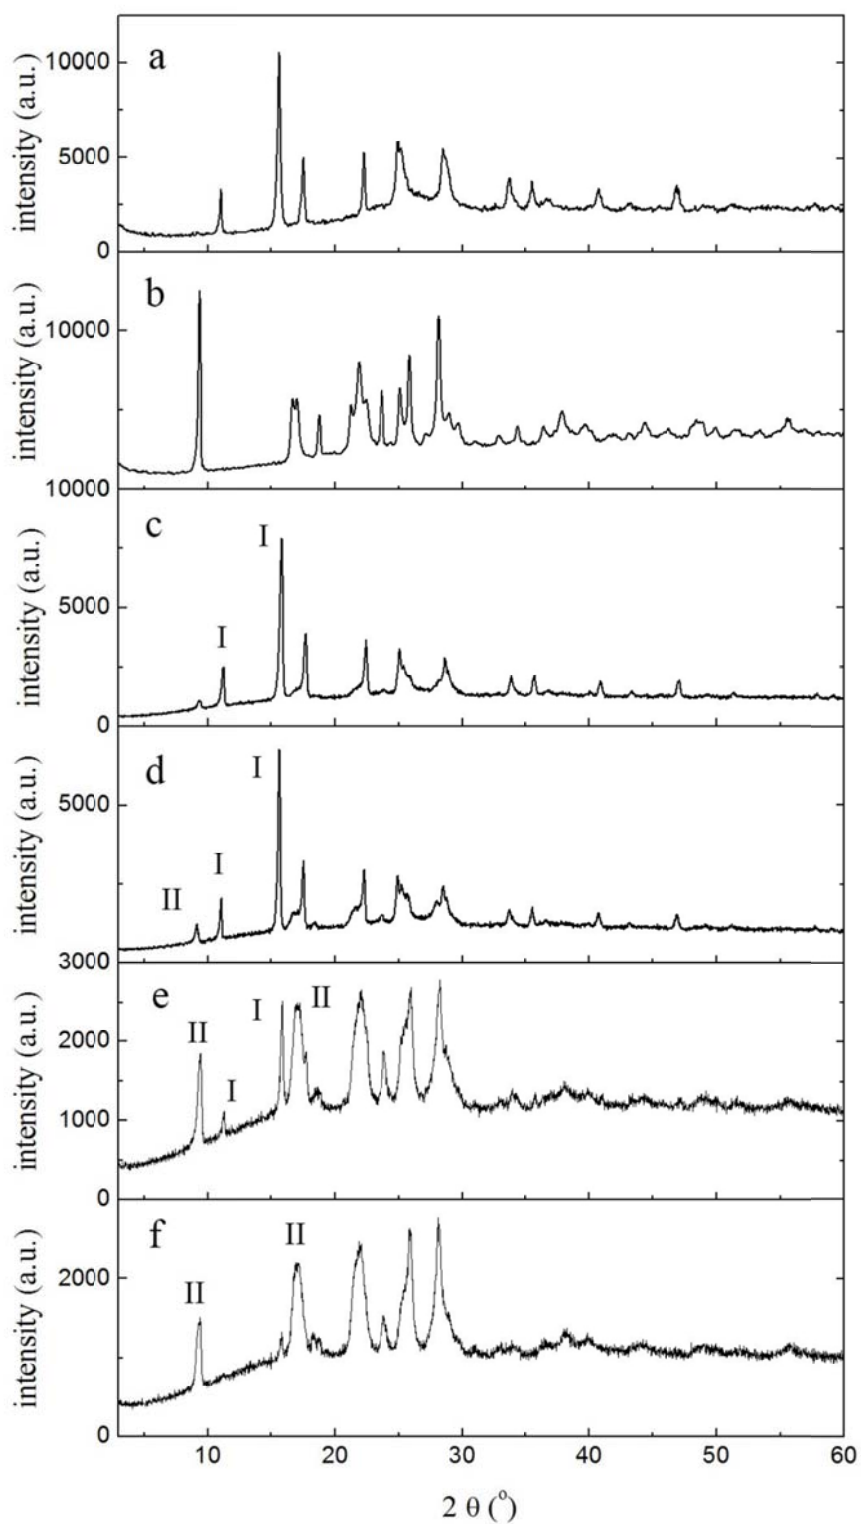 a
intensity (a.u.)
10000
5000
0
b
intensity (a.u.)
10000
c
I
I
intensity (a.u.)
10000
5000
0
d
I
I
II
intensity (a.u.)
5000
e
I
II
II
I
intensity (a.u.)
3000
2000
1000
0
f
II
II
intensity (a.u.)
2000
0
10 20 30 40 50 60
2 θ (°)